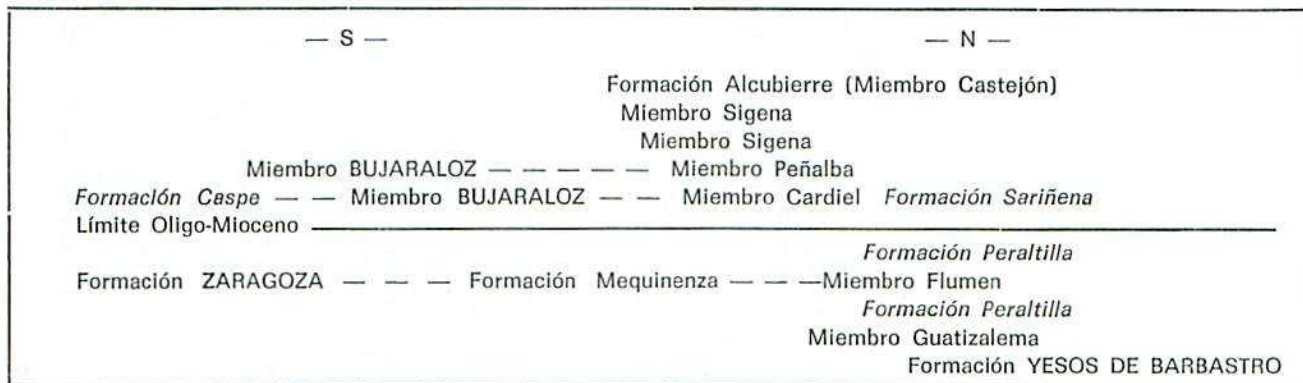 — S — — N —
Formación Alcubierre (Miembro Castejón)
Miembro Sigena
Miembro Sigena
Miembro BUJARALOZ — — — — — Miembro Peñalba
Formación Caspe — — Miembro BUJARALOZ — — Miembro Cardiel Formación Sariñena
Límite Oligo-Mioceno
Formación Peraltilla
Formación ZARAGOZA — — — Formación Mequinenza — — —Miembro Flumen
Formación Peraltilla
Miembro Guatizalema
Formación YESOS DE BARBASTRO